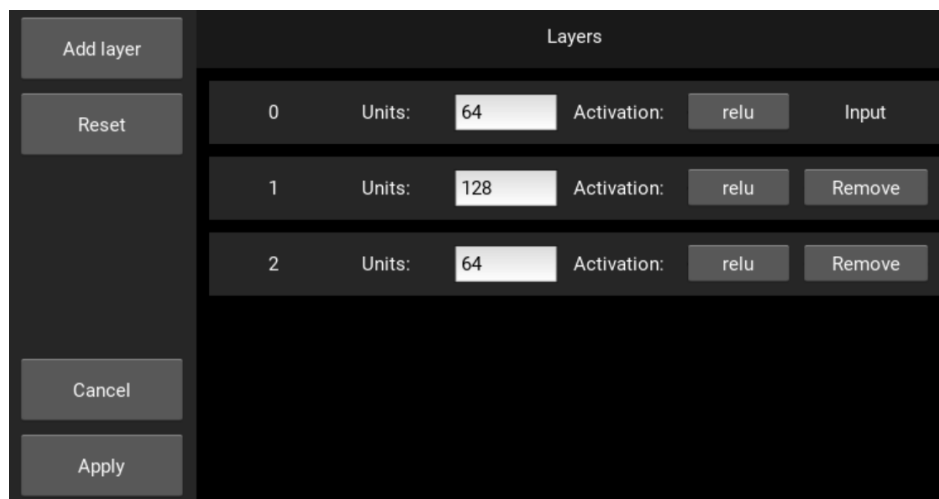 Add layer
Reset
Cancel
Apply
Layers
0 Units: 64 Activation: relu Input
1 Units: 128 Activation: relu Remove
2 Units: 64 Activation: relu Remove